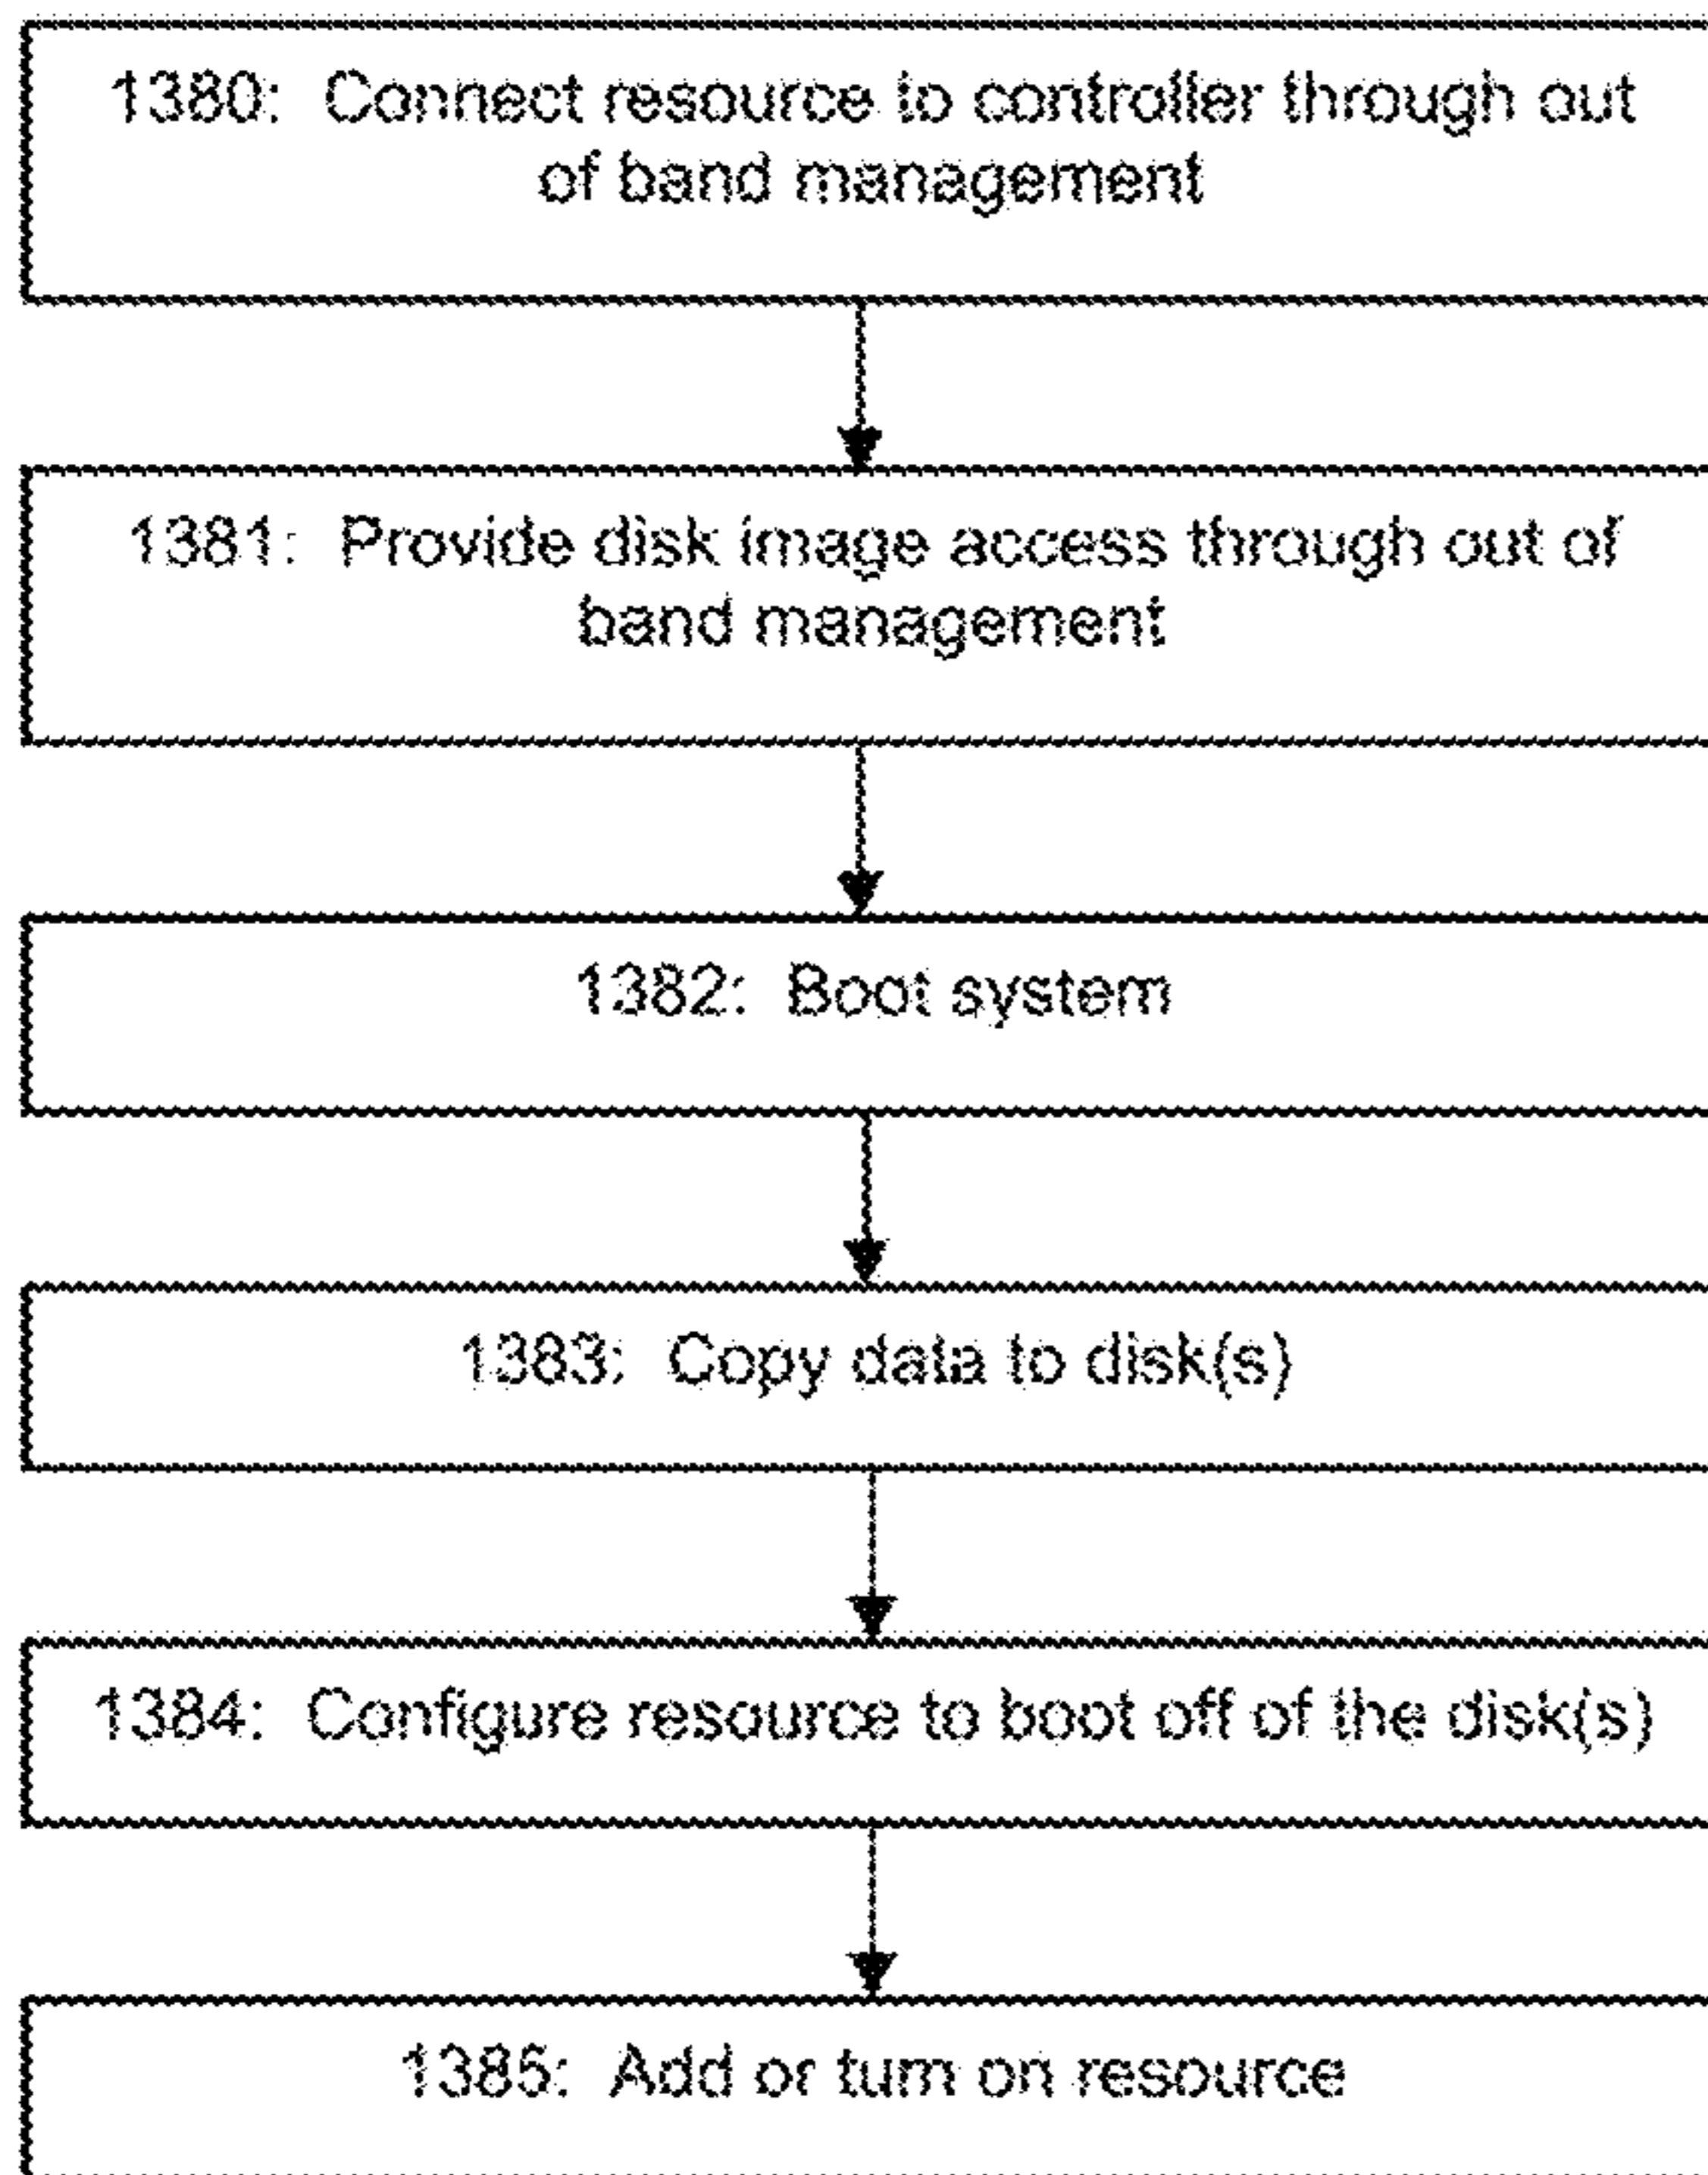 1380: Connect resource to controller through out
of band management
1381: Provide disk image access through out of
band management
1382: Boot system
1383: Copy data to disk(s)
1384: Configure resource to boot off of the disk(s)
1385: Add or turn on resource